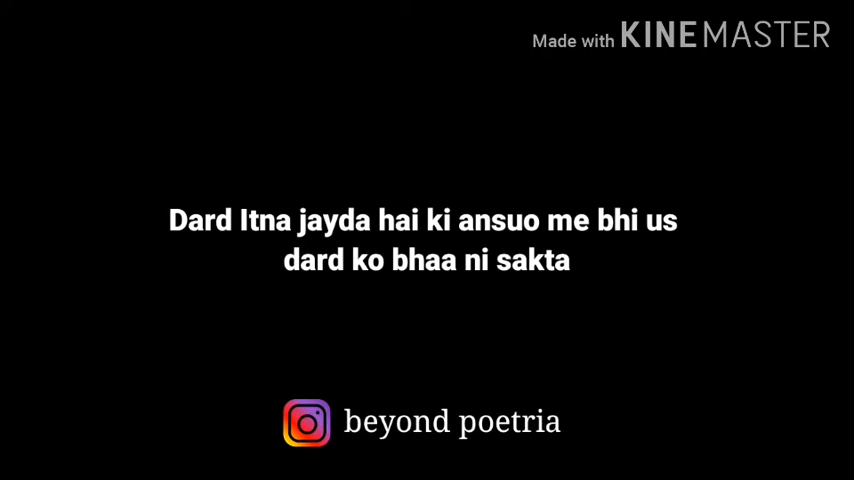 Made with KINEMASTER
Dard Itna jayda hai ki ansuo me bhi us
dard ko bhaa ni sakta
beyond poetria